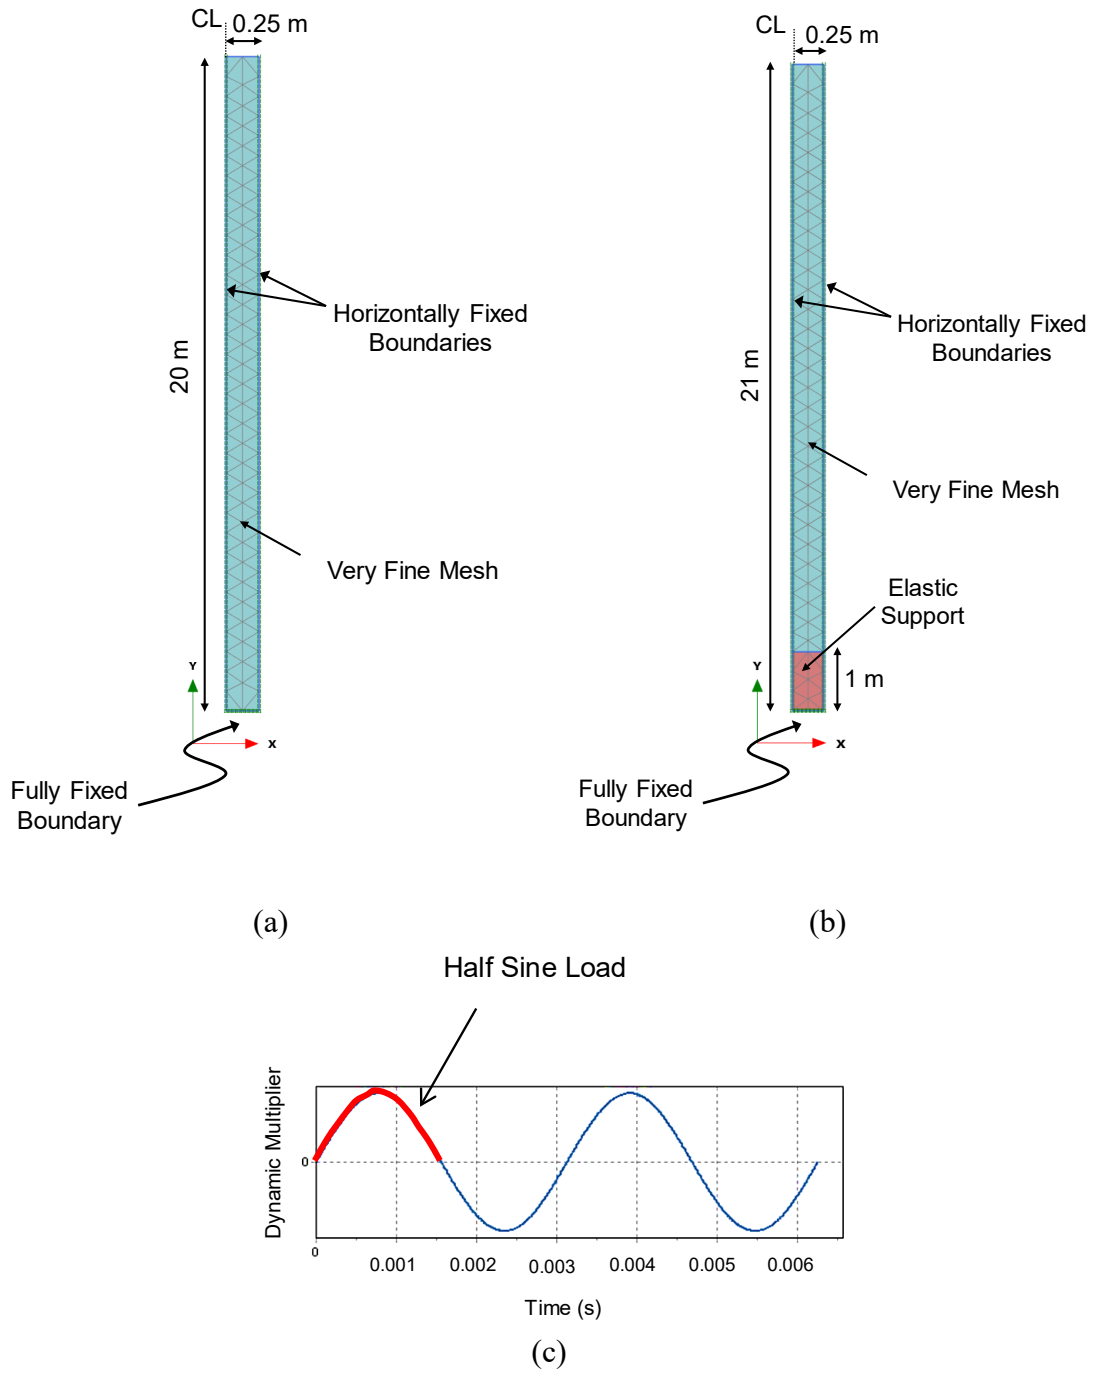 CL
0.25 m
20 m
Horizontally Fixed
Boundaries
Very Fine Mesh
Y
X
Fully Fixed
Boundary
(a)
CL
0.25 m
21 m
Horizontally Fixed
Boundaries
Very Fine Mesh
Elastic
Support
1 m
Y
X
Fully Fixed
Boundary
(b)
Half Sine Load
Dynamic Multiplier
0
0
0.001
0.002
0.003
0.004
0.005
0.006
Time (s)
(c)